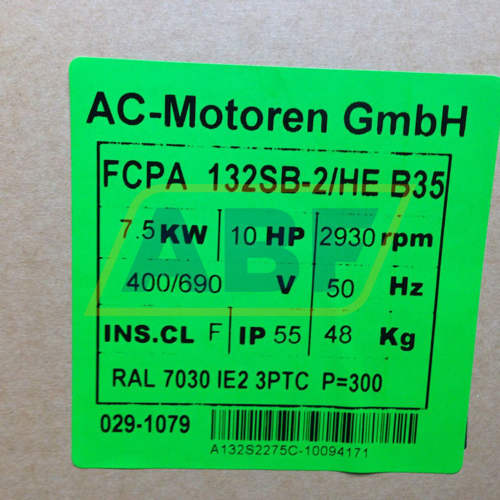 AC-Motoren GmbH
FCPA 132SB-2/HE B35
7.5 KW 10 HP 2930 rpm
400/690 V 50 Hz
INS.CL F IP 55 48 Kg
RAL 7030 IE2 3PTC P=300
029-1079
A132S2275C-10094171
ABF